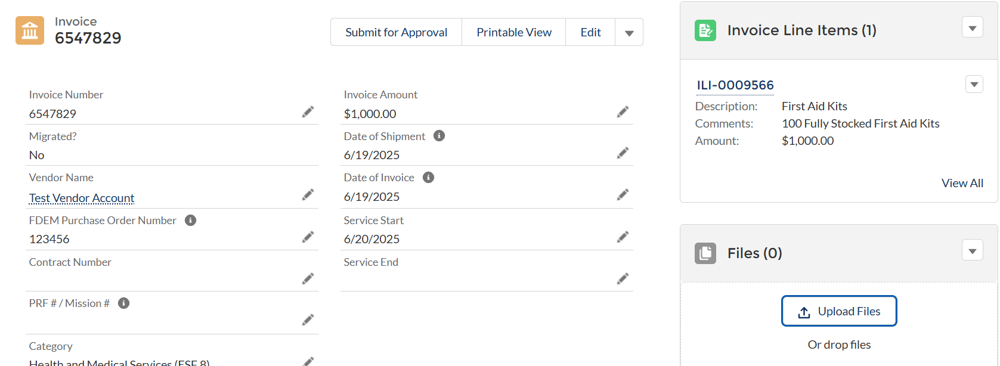 Invoice
6547829
Submit for Approval
Printable View
Edit
Invoice Number
6547829
Invoice Amount
$1,000.00
Migrated?
No
Date of Shipment
6/19/2025
Vendor Name
Test Vendor Account
Date of Invoice
6/19/2025
FDEM Purchase Order Number
123456
Service Start
6/20/2025
Contract Number
Service End
PRF # / Mission #
Category
Health and Medical Services (ESF 8)
Invoice Line Items (1)
ILI-0009566
Description: First Aid Kits
Comments: 100 Fully Stocked First Aid Kits
Amount: $1,000.00
View All
Files (0)
Upload Files
Or drop files